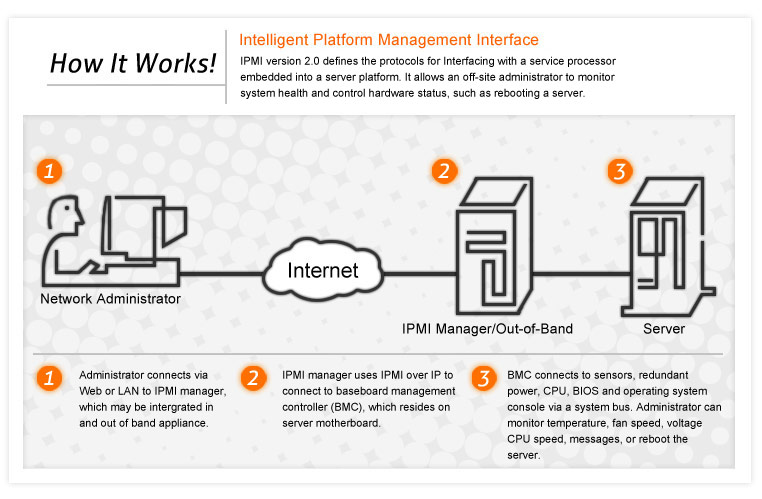 How It Works!
Intelligent Platform Management Interface
IPMI version 2.0 defines the protocols for Interfacing with a service processor
embedded into a server platform. It allows an off-site administrator to monitor
system health and control hardware status, such as rebooting a server.
1
2
3
Internet
Network Administrator
IPMI Manager/Out-of-Band
Server
1
Administrator connects via
Web or LAN to IPMI manager,
which may be intergrated in
and out of band appliance.
2
IPMI manager uses IPMI over IP to
connect to baseboard management
controller (BMC), which resides on
server motherboard.
3
BMC connects to sensors, redundant
power, CPU, BIOS and operating system
console via a system bus. Administrator can
monitor temperature, fan speed, voltage
CPU speed, messages, or reboot the
server.